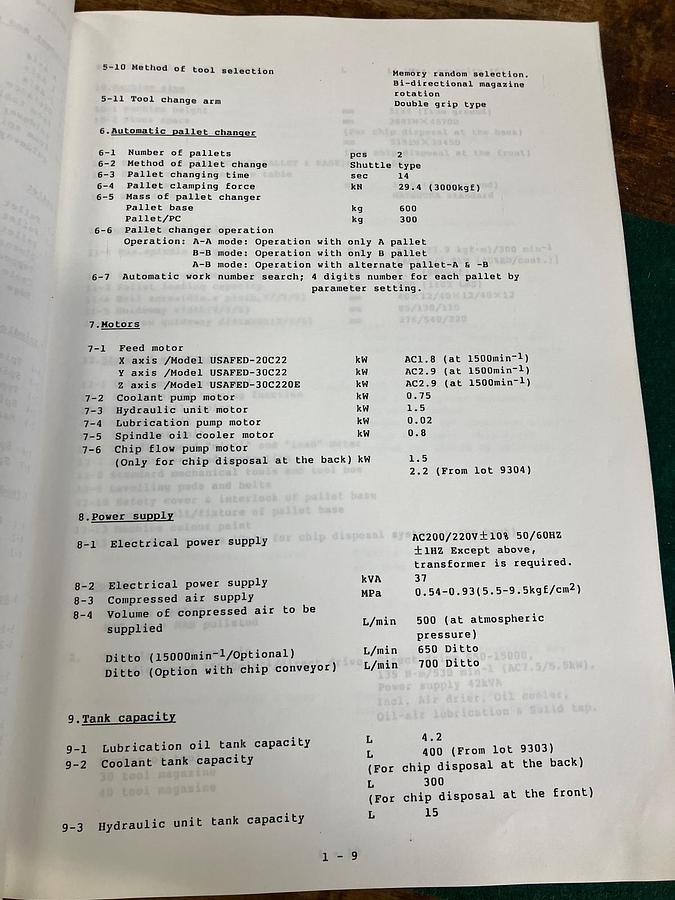 5-10 Method of tool selection Memory random selection.
Bi-directional magazine
rotation
5-11 Tool change arm Double grip type
6.Automatic pallet changer
6-1 Number of pallets pcs 2
6-2 Method of pallet change Shuttle type
6-3 Pallet changing time sec 14
6-4 Pallet clamping force kN 29.4 (3000kgf)
6-5 Mass of pallet changer
Pallet base kg 600
Pallet/PC kg 300
6-6 Pallet changer operation
Operation: A-A mode: Operation with only A pallet
B-B mode: Operation with only B pallet
A-B mode: Operation with alternate pallet-A & -B
6-7 Automatic work number search; 4 digits number for each pallet by
parameter setting.
7.Motors
7-1 Feed motor
X axis /Model USAFED-20C22 kW AC1.8 (at 1500min-1)
Y axis /Model USAFED-30C22 kW AC2.9 (at 1500min-1)
Z axis /Model USAFED-30C220E kW AC2.9 (at 1500min-1)
7-2 Coolant pump motor kW 0.75
7-3 Hydraulic unit motor kW 1.5
7-4 Lubrication pump motor kW 0.02
7-5 Spindle oil cooler motor kW 0.8
7-6 Chip flow pump motor
(Only for chip disposal at the back) kW 1.5
2.2 (From lot 9304)
8.Power supply
8-1 Electrical power supply AC200/220V±10% 50/60HZ
±1HZ Except above,
transformer is required.
8-2 Electrical power supply kVA 37
8-3 Compressed air supply MPa 0.54-0.93(5.5-9.5kgf/cm2)
8-4 Volume of conpressed air to be
supplied L/min 500 (at atmospheric
pressure)
Ditto (15000min-1/Optional) L/min 650 Ditto
Ditto (Option with chip conveyor) L/min 700 Ditto
9.Tank capacity
9-1 Lubrication oil tank capacity L 4.2
9-2 Coolant tank capacity L 400 (From lot 9303)
(For chip disposal at the back)
L 300
(For chip disposal at the front)
9-3 Hydraulic unit tank capacity L 15
1 - 9